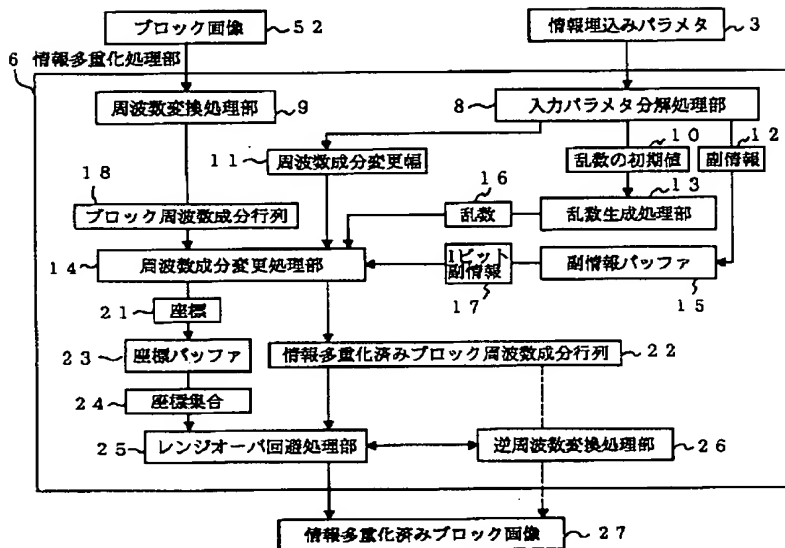 ブロック画像 52
情報埋込みパラメタ 3
6 情報多重化処理部
周波数変換処理部 9
8 入力パラメタ分解処理部
11 周波数成分変更幅
10
乱数の初期値
12
副情報
18
ブロック周波数成分行列
16
乱数
13
乱数生成処理部
14 周波数成分変更処理部
1ビット
副情報
17
副情報バッファ
15
21 座標
23 座標バッファ
情報多重化済みブロック周波数成分行列 22
24 座標集合
25 レンジオーバ回避処理部
逆周波数変換処理部 26
情報多重化済みブロック画像 27